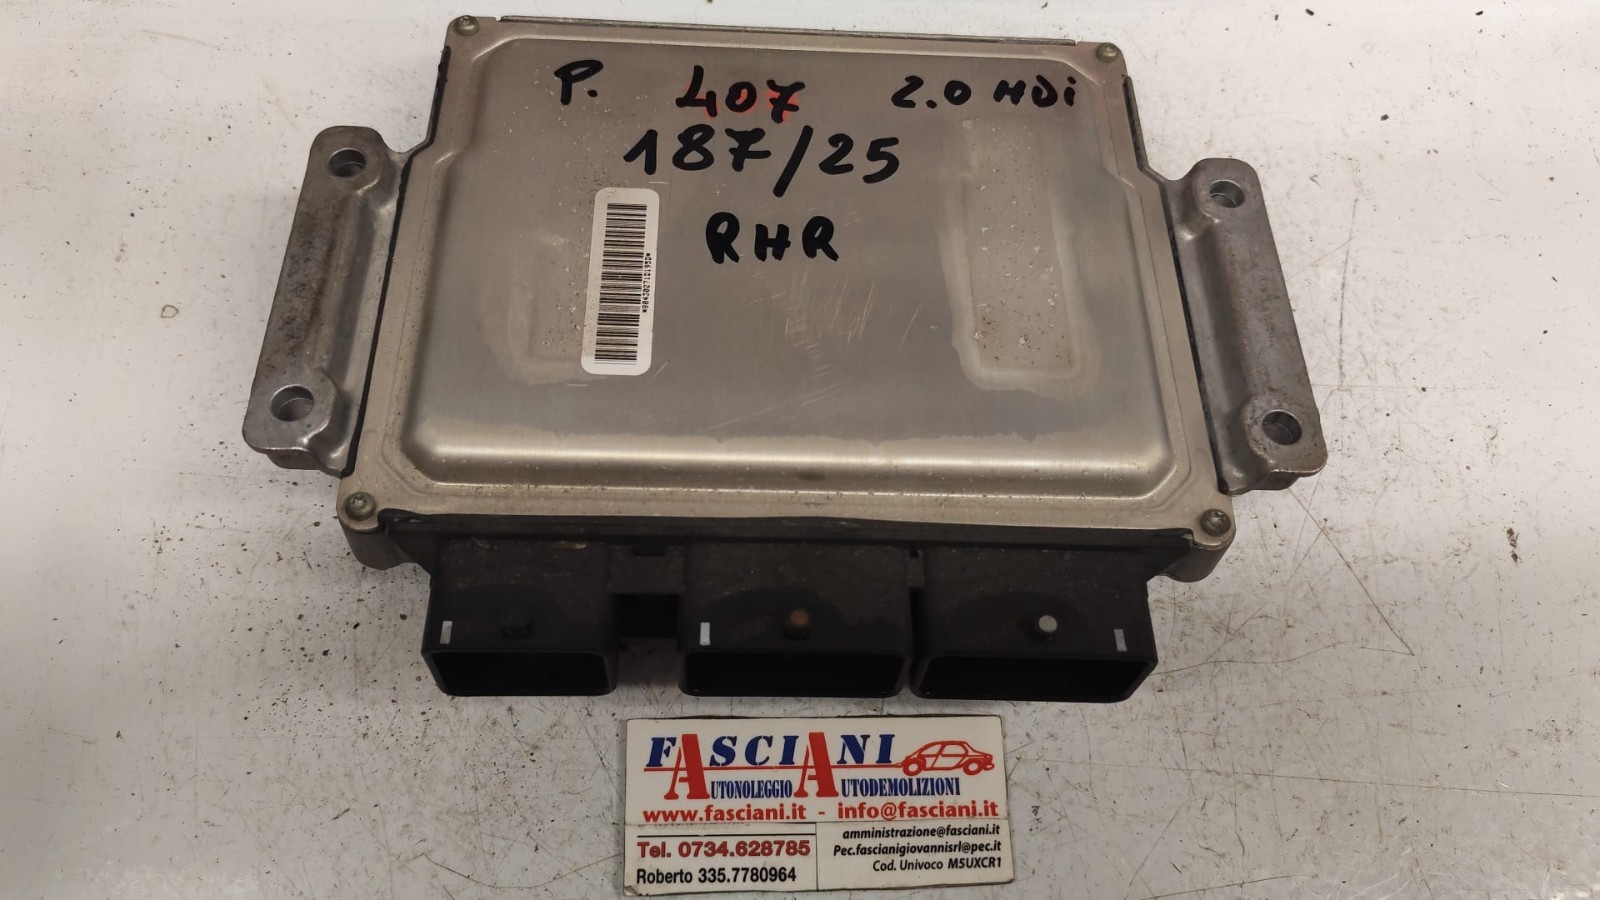 P. 407 2.0 HDi
187/25
RHR
FASCIANI
AUTONOLEGGIO AUTODEMOLIZIONI
www.fasciani.it - info@fasciani.it
Tel. 0734.628785
Roberto 335.7780964
amministrazione@fasciani.it
Pec.fascianigiovannisrl@pec.it
Cod. Univoco M5UXCR1